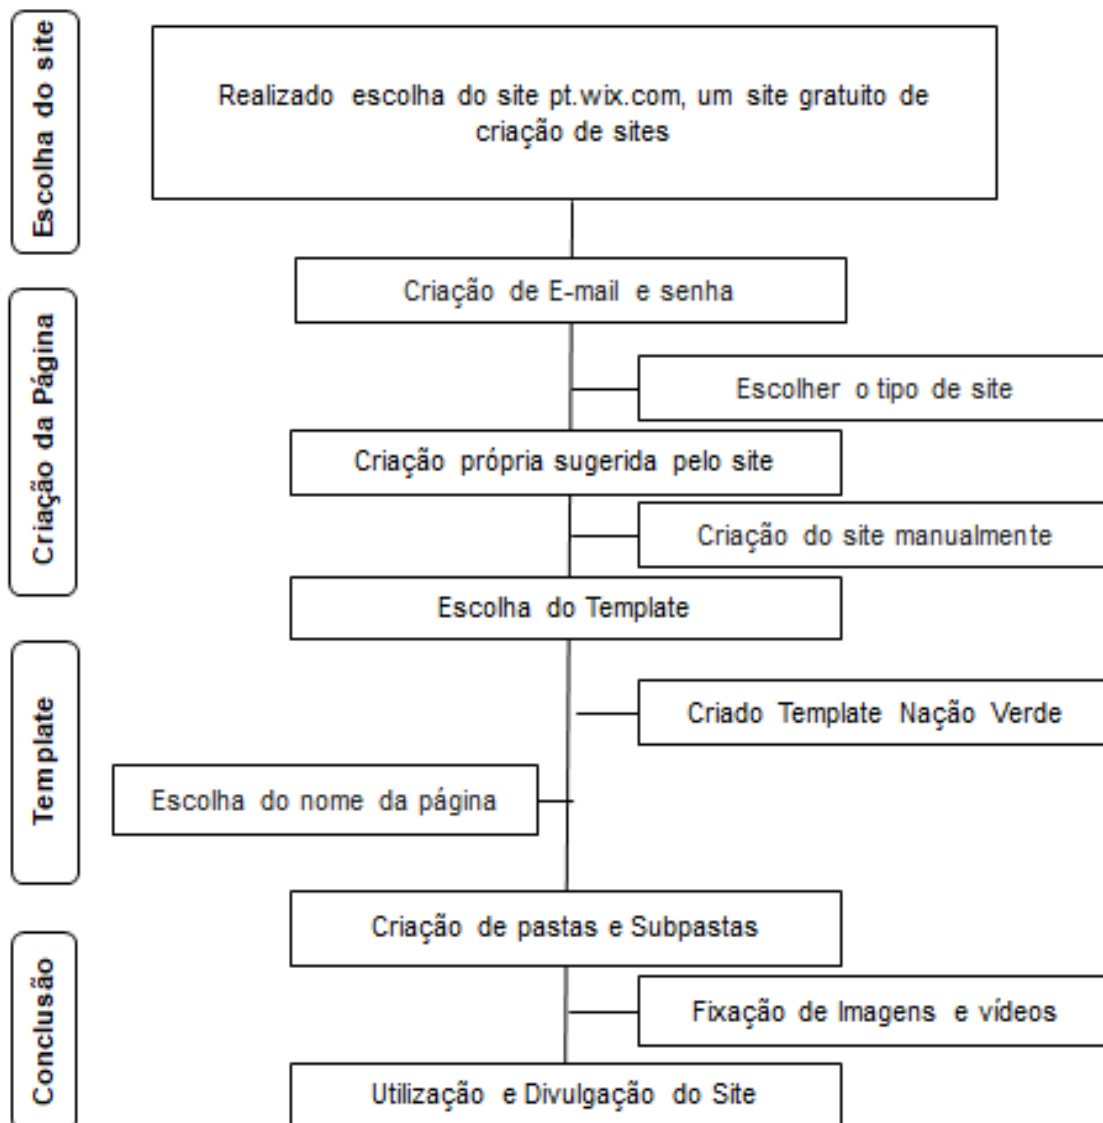 Escolha do site
Realizado escolha do site pt.wix.com, um site gratuito de
criação de sites
Criação da Página
Criação de E-mail e senha
Escolher o tipo de site
Criação própria sugerida pelo site
Criação do site manualmente
Escolha do Template
Template
Criado Template Nação Verde
Escolha do nome da página
Criação de pastas e Subpastas
Conclusão
Fixação de Imagens e vídeos
Utilização e Divulgação do Site